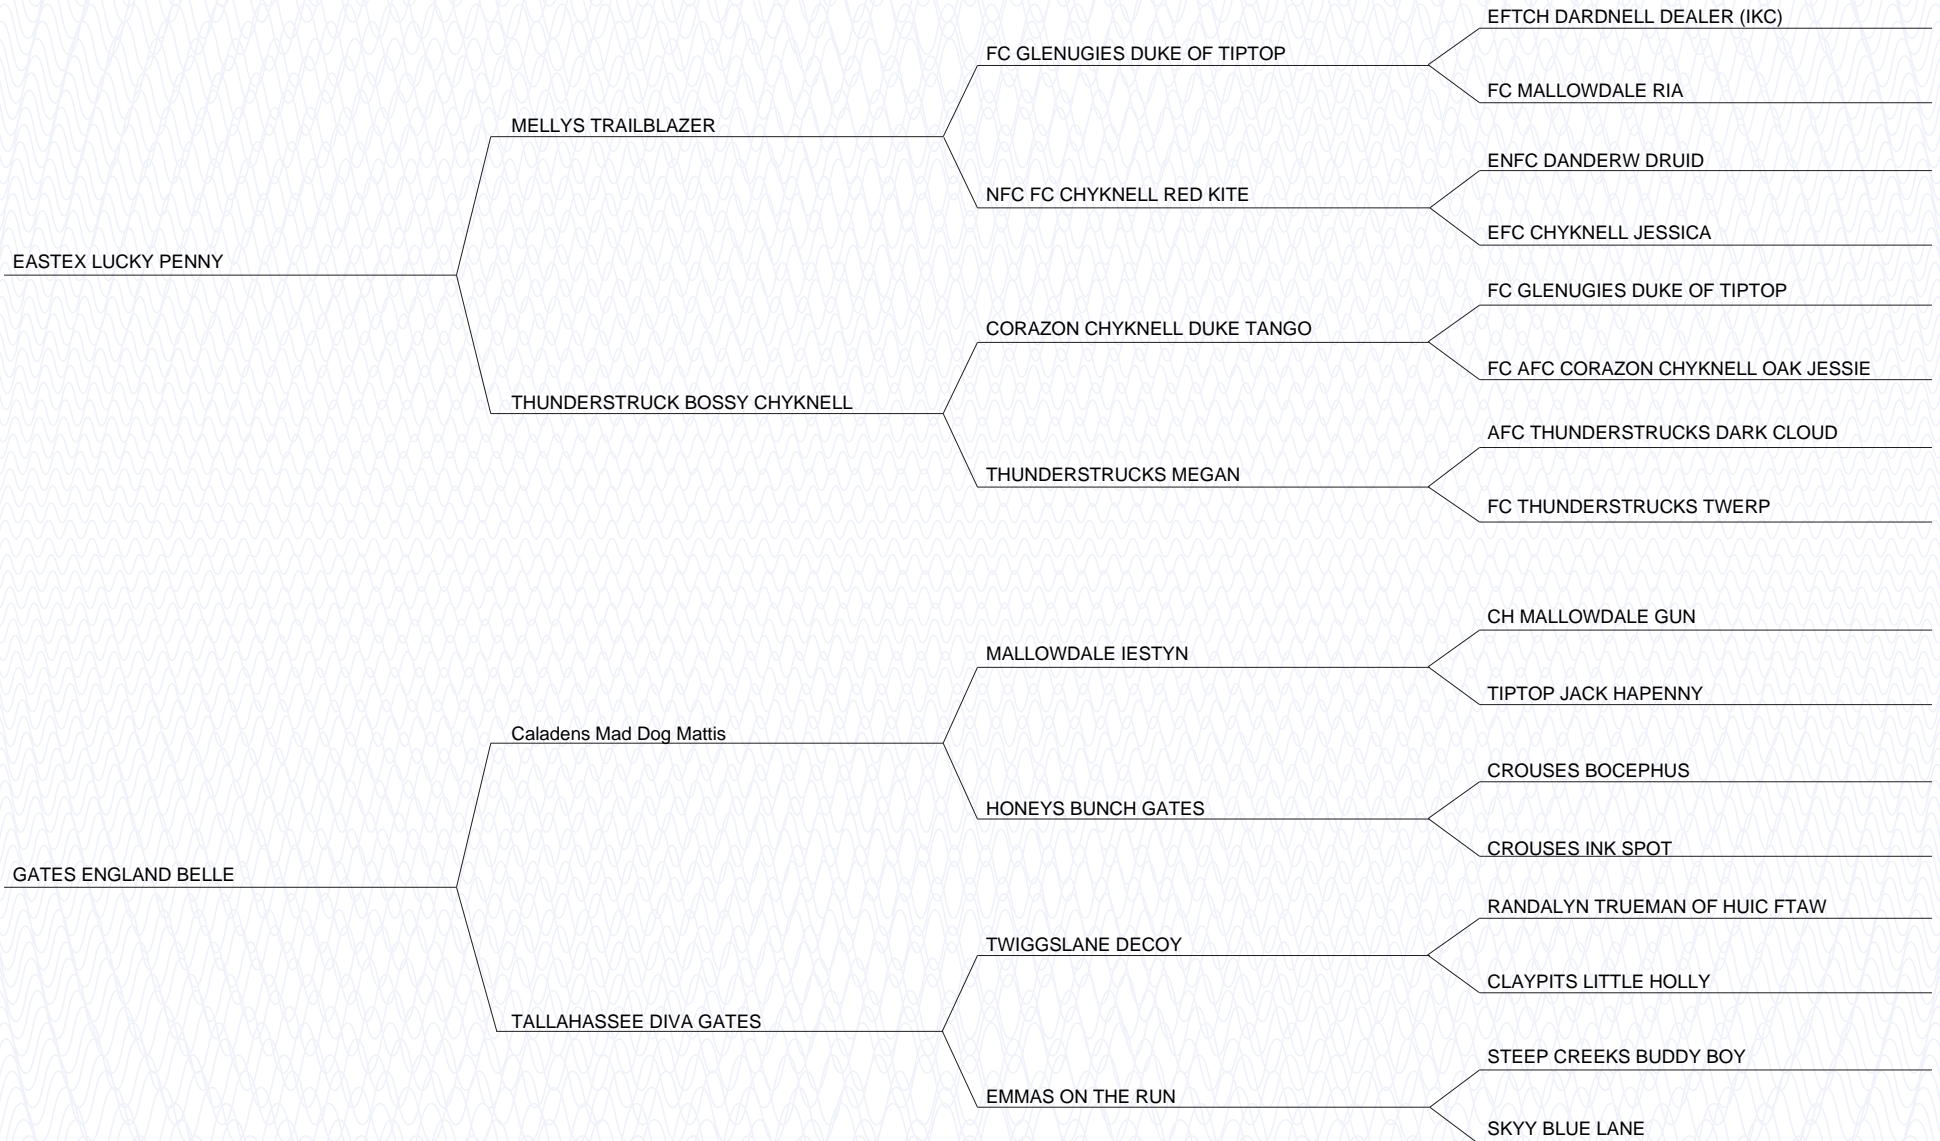 EFTCH DARDNELL DEALER (IKC)
FC GLENUGIES DUKE OF TIPTOP
FC MALLOWDALE RIA
MELLYS TRAILBLAZER
ENFC DANDERW DRUID
NFC FC CHYKNELL RED KITE
EFC CHYKNELL JESSICA
EASTEX LUCKY PENNY
FC GLENUGIES DUKE OF TIPTOP
CORAZON CHYKNELL DUKE TANGO
FC AFC CORAZON CHYKNELL OAK JESSIE
THUNDERSTRUCK BOSSY CHYKNELL
AFC THUNDERSTRUCKS DARK CLOUD
THUNDERSTRUCKS MEGAN
FC THUNDERSTRUCKS TWERP
CH MALLOWDALE GUN
MALLOWDALE IESTYN
TIPTOP JACK HAPENNY
Caladens Mad Dog Mattis
CROUSES BOCEPHUS
HONEYS BUNCH GATES
CROUSES INK SPOT
GATES ENGLAND BELLE
RANDALYN TRUEMAN OF HUIC FTAW
TWIGGSLANE DECOY
CLAYPITS LITTLE HOLLY
TALLAHASSEE DIVA GATES
STEEP CREEKS BUDDY BOY
EMMAS ON THE RUN
SKYY BLUE LANE